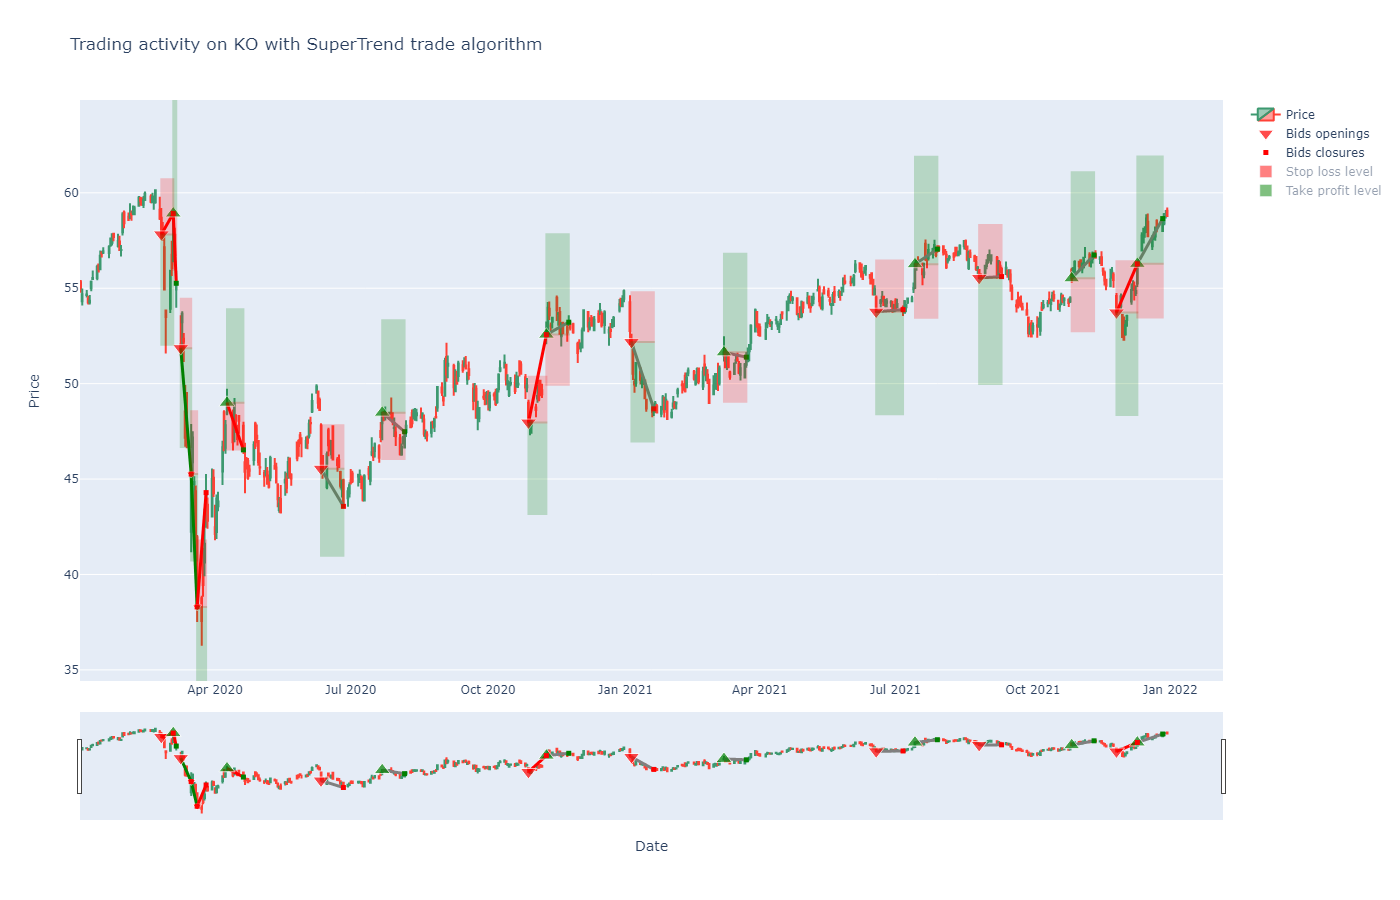 Trading activity on KO with SuperTrend trade algorithm
Price
Bids openings
Bids closures
Stop loss level
Take profit level
Price
60
55
50
45
40
35
Apr 2020 Jul 2020 Oct 2020 Jan 2021 Apr 2021 Jul 2021 Oct 2021 Jan 2022
Date